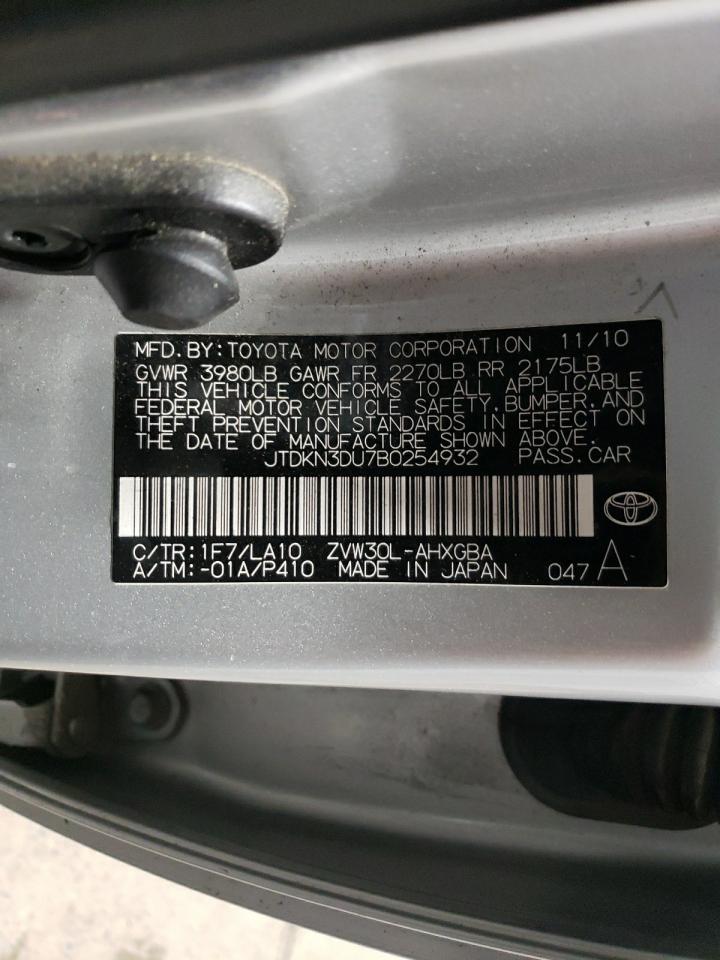 MFD.BY:TOYOTA MOTOR CORPORATION 11/10
GVWR 3980LB GAWR FR 2270LB RR 2175LB
THIS VEHICLE CONFORMS TO ALL APPLICABLE
FEDERAL MOTOR VEHICLE SAFETY,BUMPER,AND
THEFT PREVENTION STANDARDS IN EFFECT ON
THE DATE OF MANUFACTURE SHOWN ABOVE.
JTDKN3DU7B0254932 PASS.CAR
C/TR:1F7/LA10 ZVW30L-AHXGBA
A/TM:-01A/P410 MADE IN JAPAN 047 A